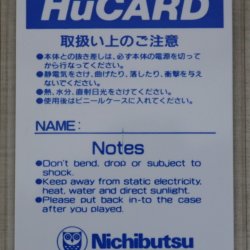 HuCARD
取扱い上のご注意
●本体との抜き差しは、必ず本体の電源を切って
から行なってください。
●静電気をさけ、曲げたり、落したり、衝撃を与え
ないでください。
●熱、水分、直射日光をさけてください。
●使用後はビニールケースに入れてください。
NAME:
Notes
●Don't bend, drop or subject to
shock.
●Keep away from static electricity,
heat, water and direct sunlight.
●Please put back in-to the case
after you played.
Nichibutsu